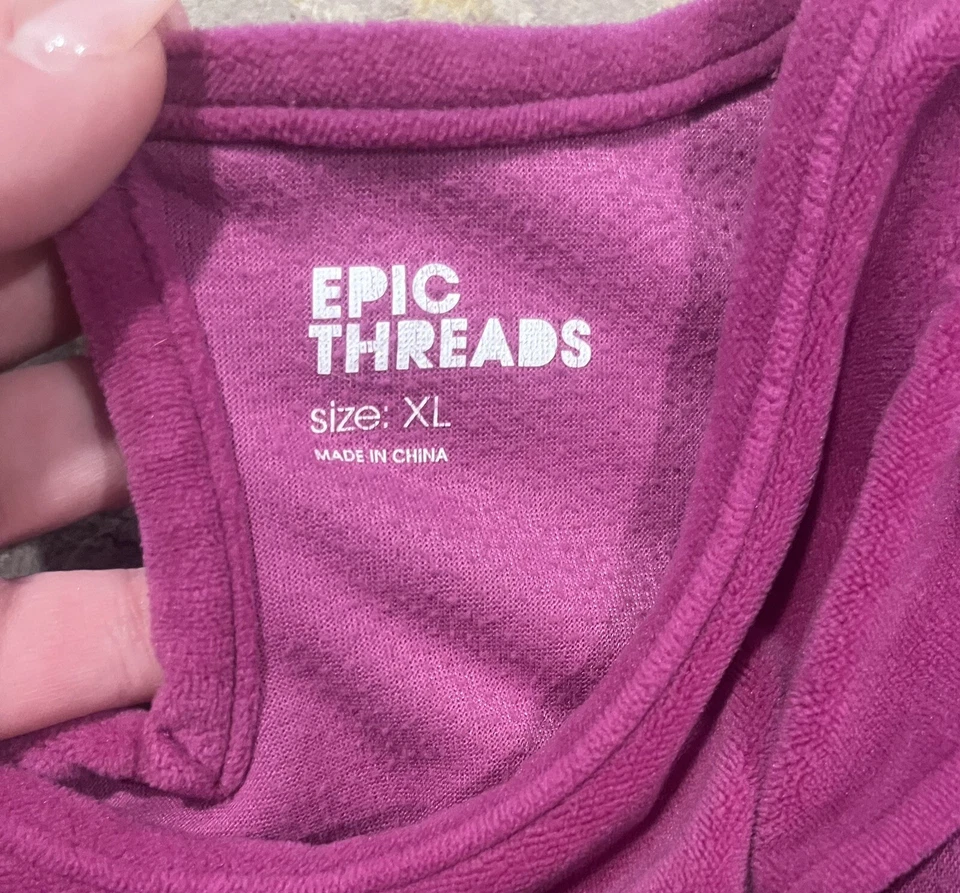 EPIC
THREADS
size: XL
MADE IN CHINA